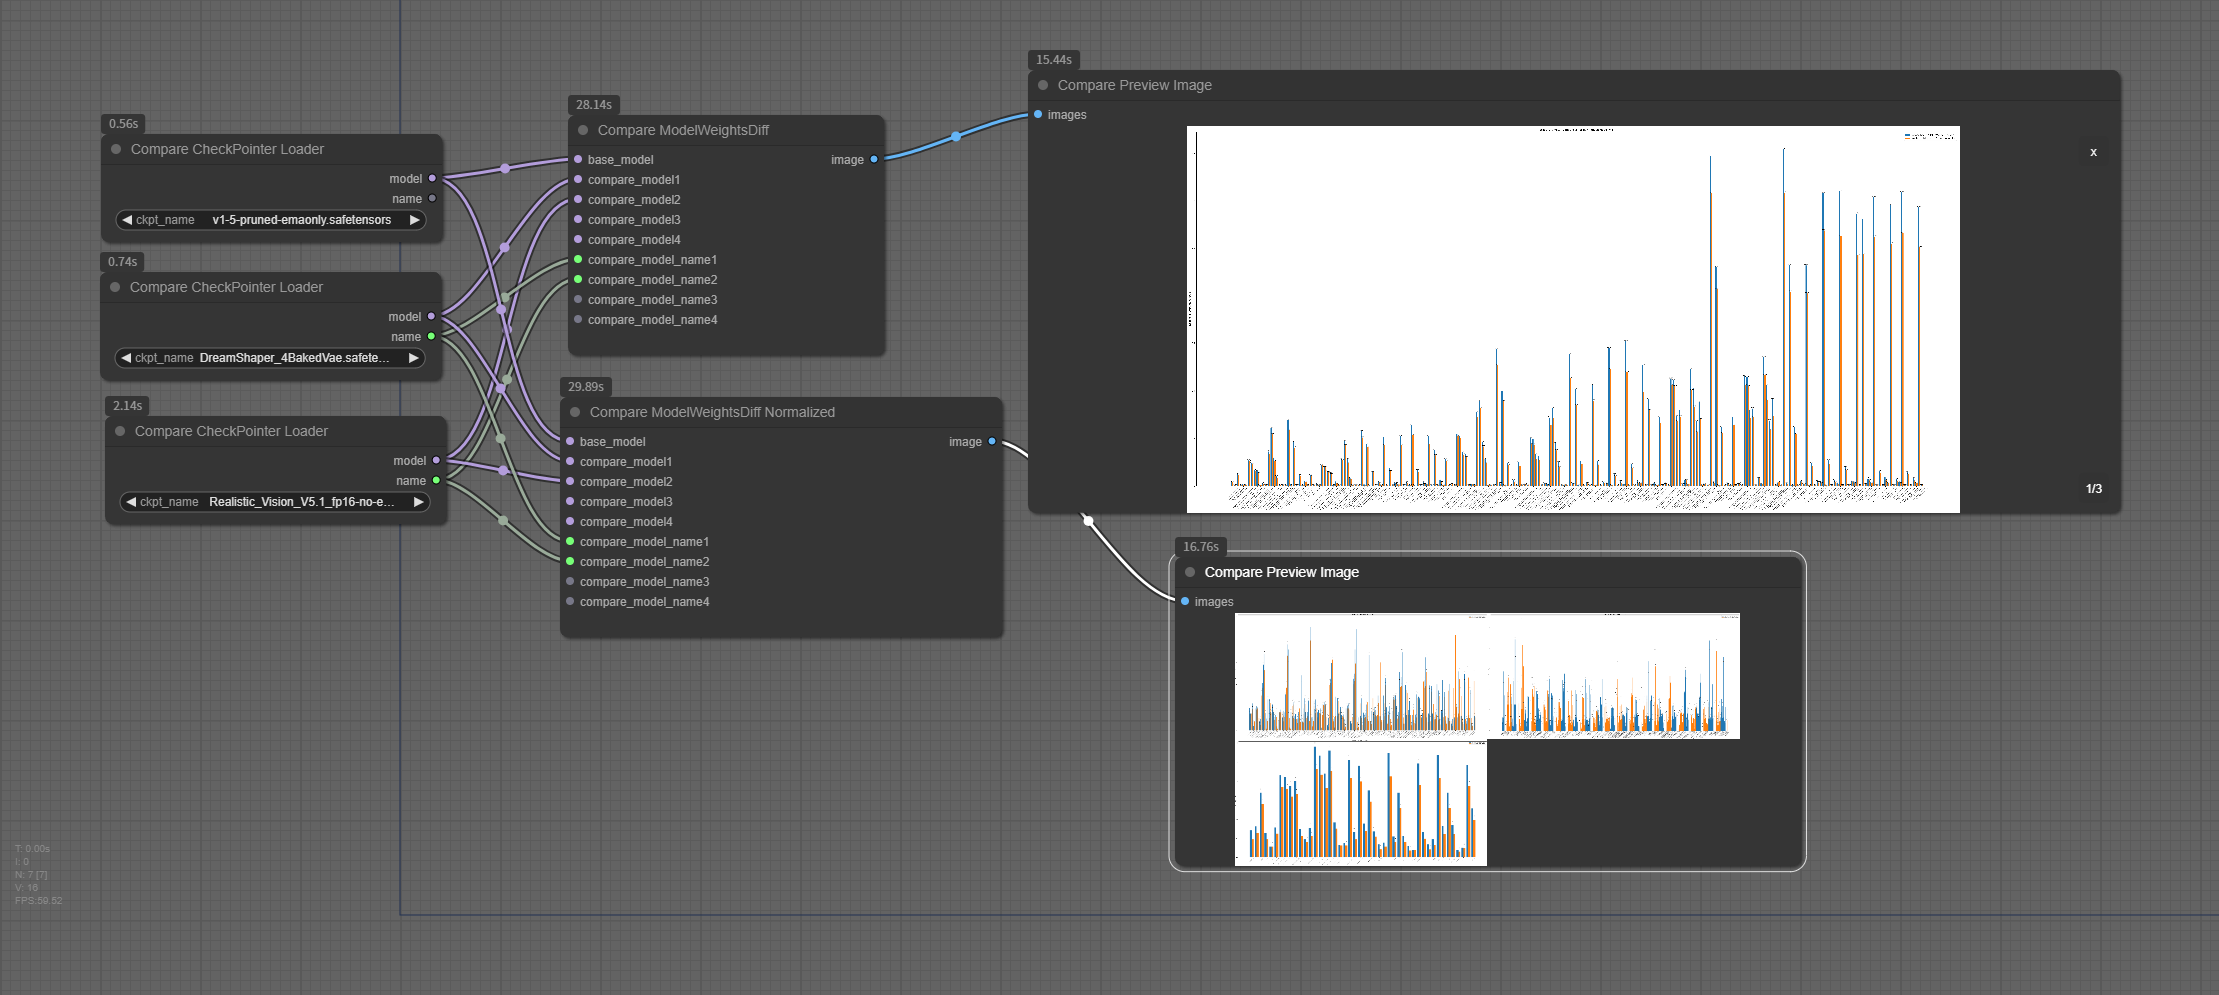 0.56s
Compare CheckPointer Loader
model
name
ckpt_name v1-5-pruned-emaonly.safetensors
0.74s
Compare CheckPointer Loader
model
name
ckpt_name DreamShaper_4BakedVae.safete...
2.14s
Compare CheckPointer Loader
model
name
ckpt_name Realistic_Vision_V5.1_fp16-no-e...
28.14s
Compare ModelWeightsDiff
base_model image
compare_model1
compare_model2
compare_model3
compare_model4
compare_model_name1
compare_model_name2
compare_model_name3
compare_model_name4
29.89s
Compare ModelWeightsDiff Normalized
base_model image
compare_model1
compare_model2
compare_model3
compare_model4
compare_model_name1
compare_model_name2
compare_model_name3
compare_model_name4
15.44s
Compare Preview Image
images
x
1/3
16.76s
Compare Preview Image
images
T: 0.00s
I: 0
N: 7 [7]
V: 16
FPS:59.52